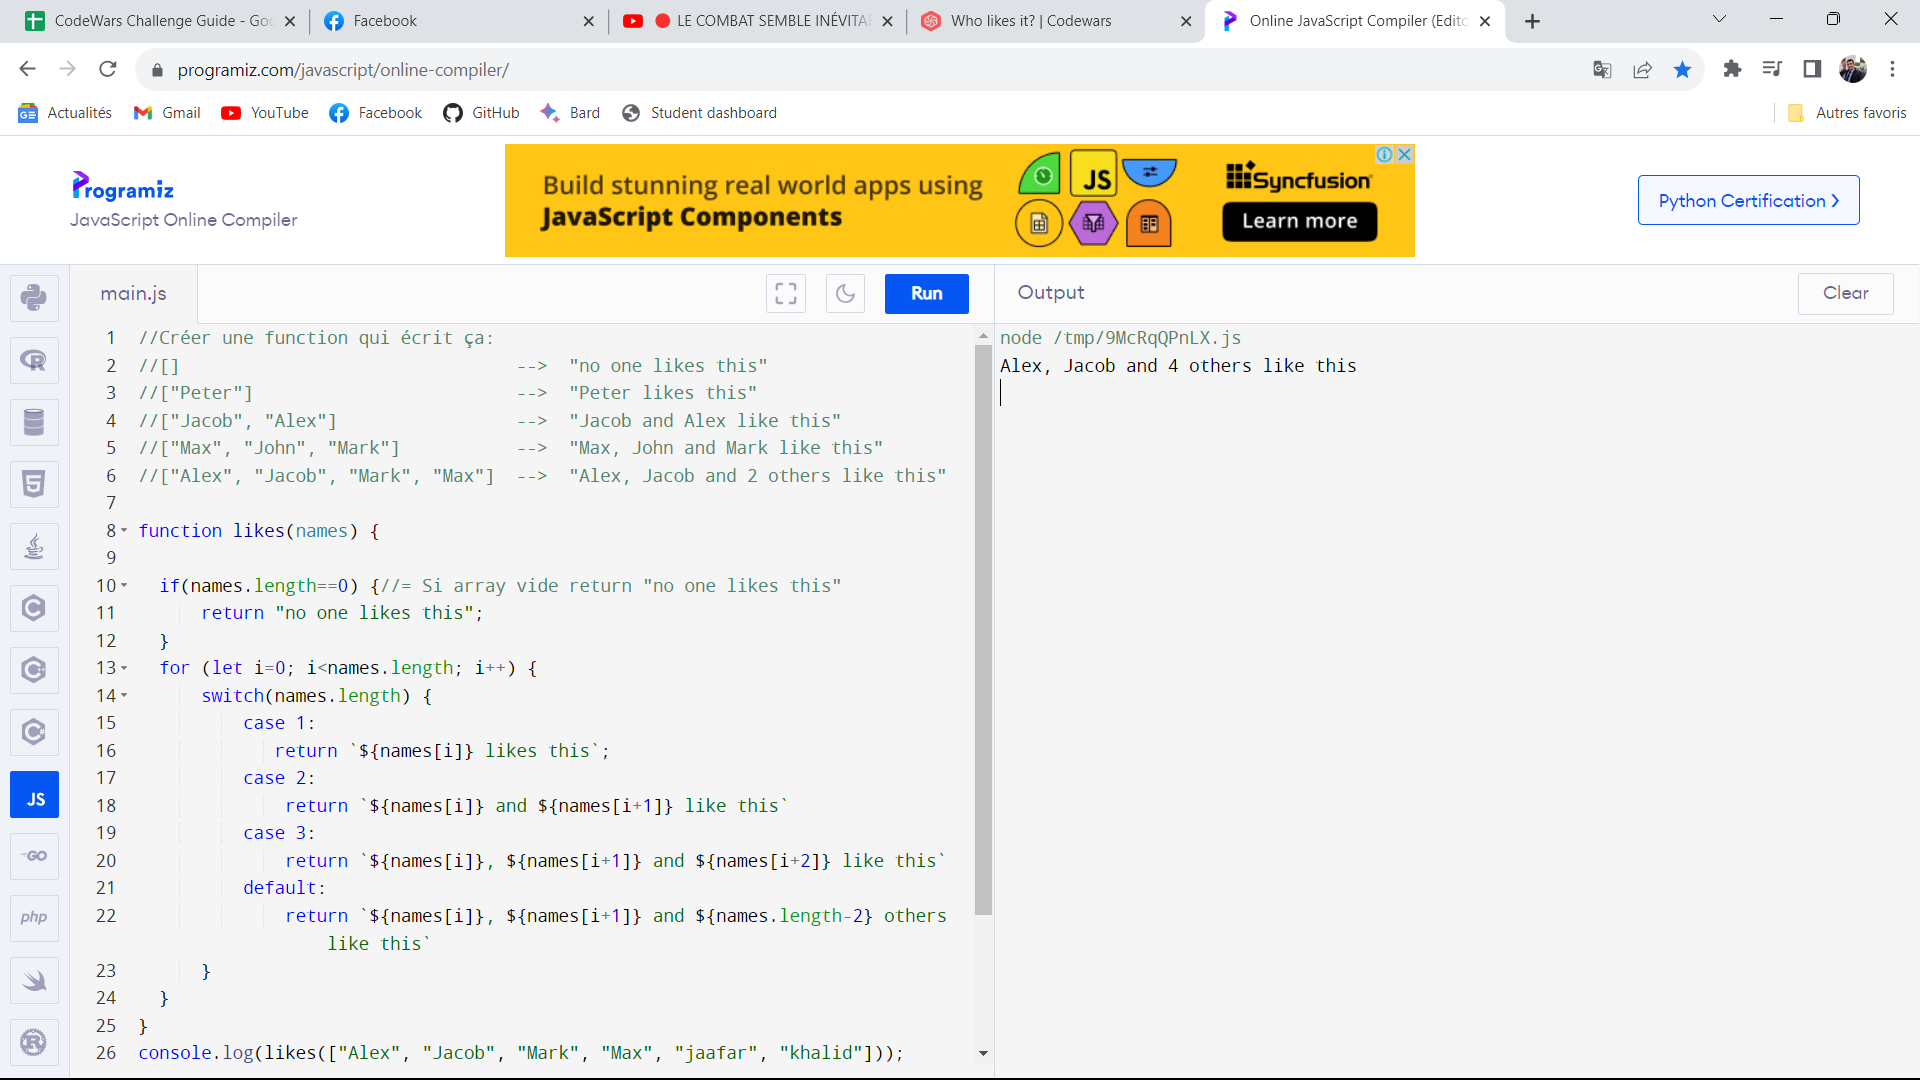 CodeWars Challenge Guide - Goo
Facebook
LE COMBAT SEMBLE INÉVITA
Who likes it? | Codewars
Online JavaScript Compiler (Edito
programiz.com/javascript/online-compiler/
Actualités
Gmail
YouTube
Facebook
GitHub
Bard
Student dashboard
Autres favoris
Programiz
JavaScript Online Compiler
Build stunning real world apps using
JavaScript Components
JS
Syncfusion
Learn more
Python Certification >
main.js
Run
Output
Clear
JS
GO
php
1 //Créer une function qui écrit ça:
2 //[] --> "no one likes this"
3 //["Peter"] --> "Peter likes this"
4 //["Jacob", "Alex"] --> "Jacob and Alex like this"
5 //["Max", "John", "Mark"] --> "Max, John and Mark like this"
6 //["Alex", "Jacob", "Mark", "Max"] --> "Alex, Jacob and 2 others like this"
7
8 function likes(names) {
9
10 if(names.length==0) {//= Si array vide return "no one likes this"
11 return "no one likes this";
12 }
13 for (let i=0; i<names.length; i++) {
14 switch(names.length) {
15 case 1:
16 return `${names[i]} likes this`;
17 case 2:
18 return `${names[i]} and ${names[i+1]} like this`
19 case 3:
20 return `${names[i]}, ${names[i+1]} and ${names[i+2]} like this`
21 default:
22 return `${names[i]}, ${names[i+1]} and ${names.length-2} others
like this`
23 }
24 }
25 }
26 console.log(likes(["Alex", "Jacob", "Mark", "Max", "jaafar", "khalid"]));
node /tmp/9McRqQPnLX.js
Alex, Jacob and 4 others like this